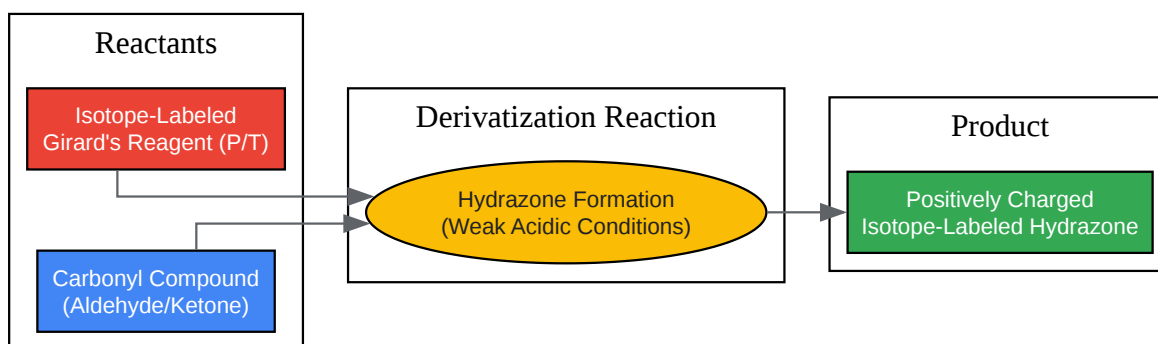 Reactants
Isotope-Labeled
Girard's Reagent (P/T)
Carbonyl Compound
(Aldehyde/Ketone)
Derivatization Reaction
Hydrazone Formation
(Weak Acidic Conditions)
Product
Positively Charged
Isotope-Labeled Hydrazone